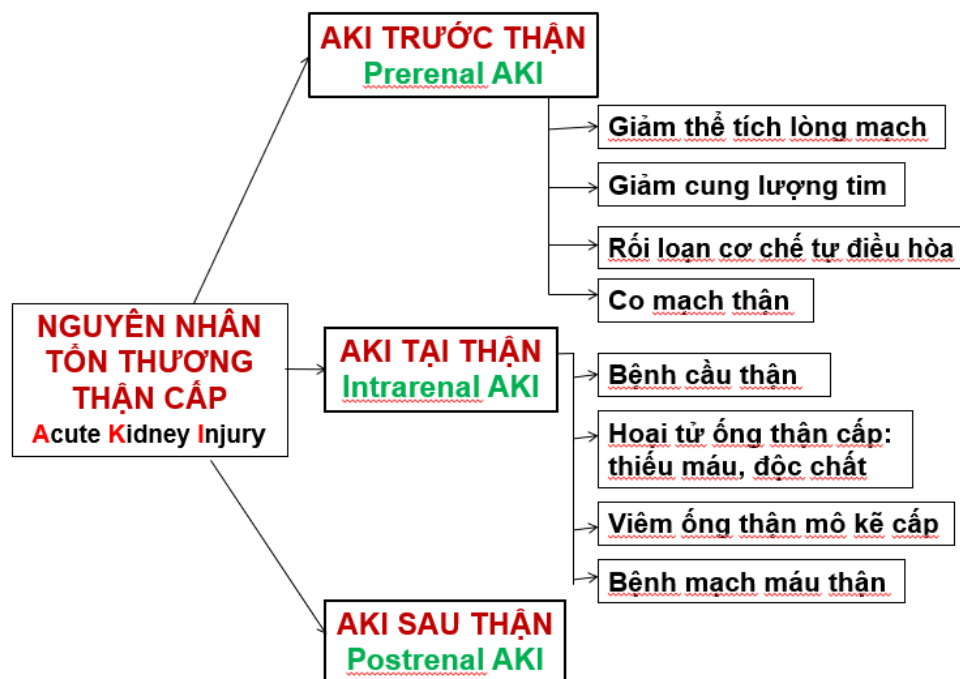 AKI TRƯỚC THẬN
Prerenal AKI
Giảm thể tích lòng mạch
Giảm cung lượng tim
Rối loạn cơ chế tự điều hòa
Co mạch thận
NGUYÊN NHÂN
TỔN THƯƠNG
THẬN CẤP
Acute Kidney Injury
AKI TẠI THẬN
Intrarenal AKI
Bệnh cầu thận
Hoại tử ống thận cấp:
thiếu máu, độc chất
Viêm ống thận mô kẽ cấp
Bệnh mạch máu thận
AKI SAU THẬN
Postrenal AKI